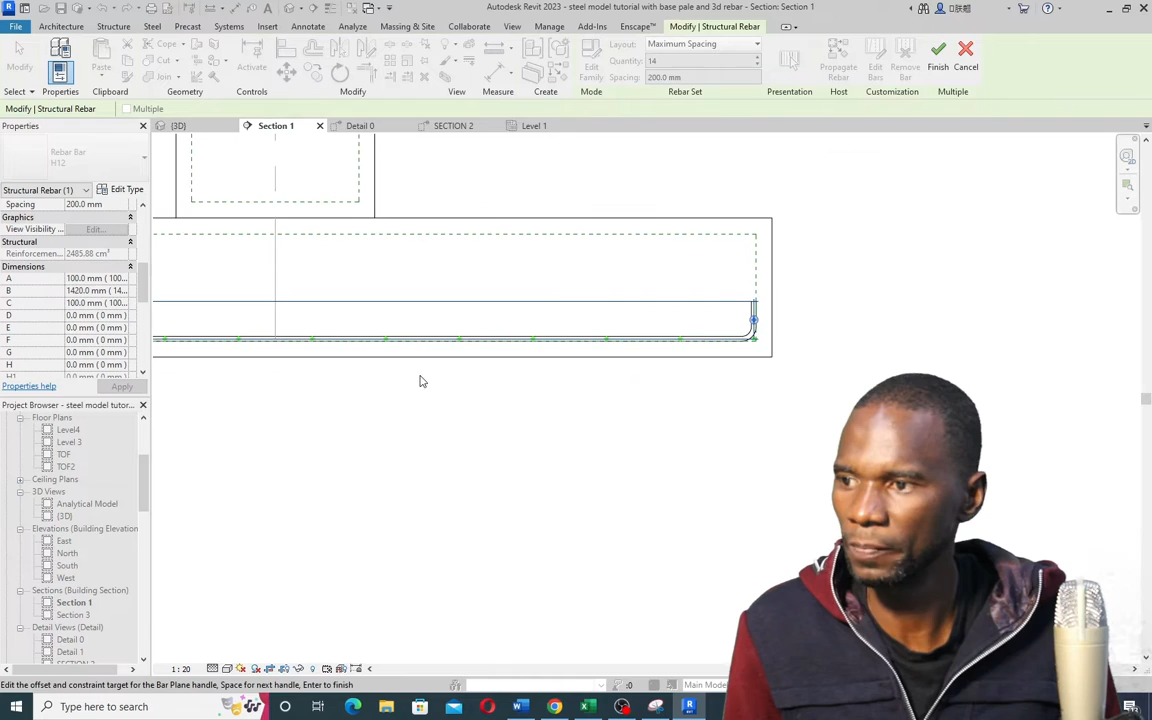 Autodesk Revit 2023 - steel model tutorial with base pale and 3d rebar - Section: Section 1
File Architecture Structure Steel Precast Systems Insert Annotate Analyze Massing & Site Collaborate View Manage Add-Ins Enscape™ Modify | Structural Rebar
Cope
Layout: Maximum Spacing
Modify Paste Cut Activate Edit Family Quantity: 14 Propagate Rebar Edit Bars Remove Bar Finish Cancel
Join Spacing: 200.0 mm
Select Properties Clipboard Geometry Controls Modify View Measure Create Mode Rebar Set Presentation Host Customization Multiple
Modify | Structural Rebar Multiple
Properties
{3D} Section 1 Detail 0 SECTION 2 Level 1
Rebar Bar
H12
Structural Rebar (1) Edit Type
Spacing 200.0 mm
Graphics
View Visibility ... Edit...
Structural
Reinforcemen... 2485.88 cm³
Dimensions
A 100.0 mm ( 100...
B 1420.0 mm ( 14...
C 100.0 mm ( 100...
D 0.0 mm ( 0 mm)
E 0.0 mm ( 0 mm)
F 0.0 mm ( 0 mm)
G 0.0 mm ( 0 mm)
H 0.0 mm ( 0 mm)
H1 0.0 mm ( 0 mm)
Properties help Apply
Project Browser - steel model tutor...
Floor Plans
Level4
Level 3
TOF
TOF2
Ceiling Plans
3D Views
Analytical Model
{3D}
Elevations (Building Elevation
East
North
South
West
Sections (Building Section)
Section 1
Section 3
Detail Views (Detail)
Detail 0
Detail 1
1 : 20
Edit the offset and constraint target for the Bar Plane handle, Space for next handle, Enter to finish
:0
Main Mode
Type here to search